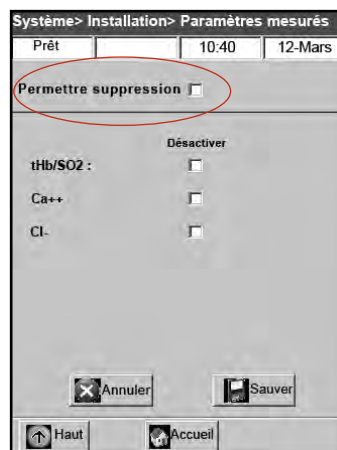 Système> Installation> Paramètres mesurés
Prêt 10:40 12-Mars
Permettre suppression
Désactiver
tHb/SO2 :
Ca++
Cl-
Annuler Sauver
Haut Accueil